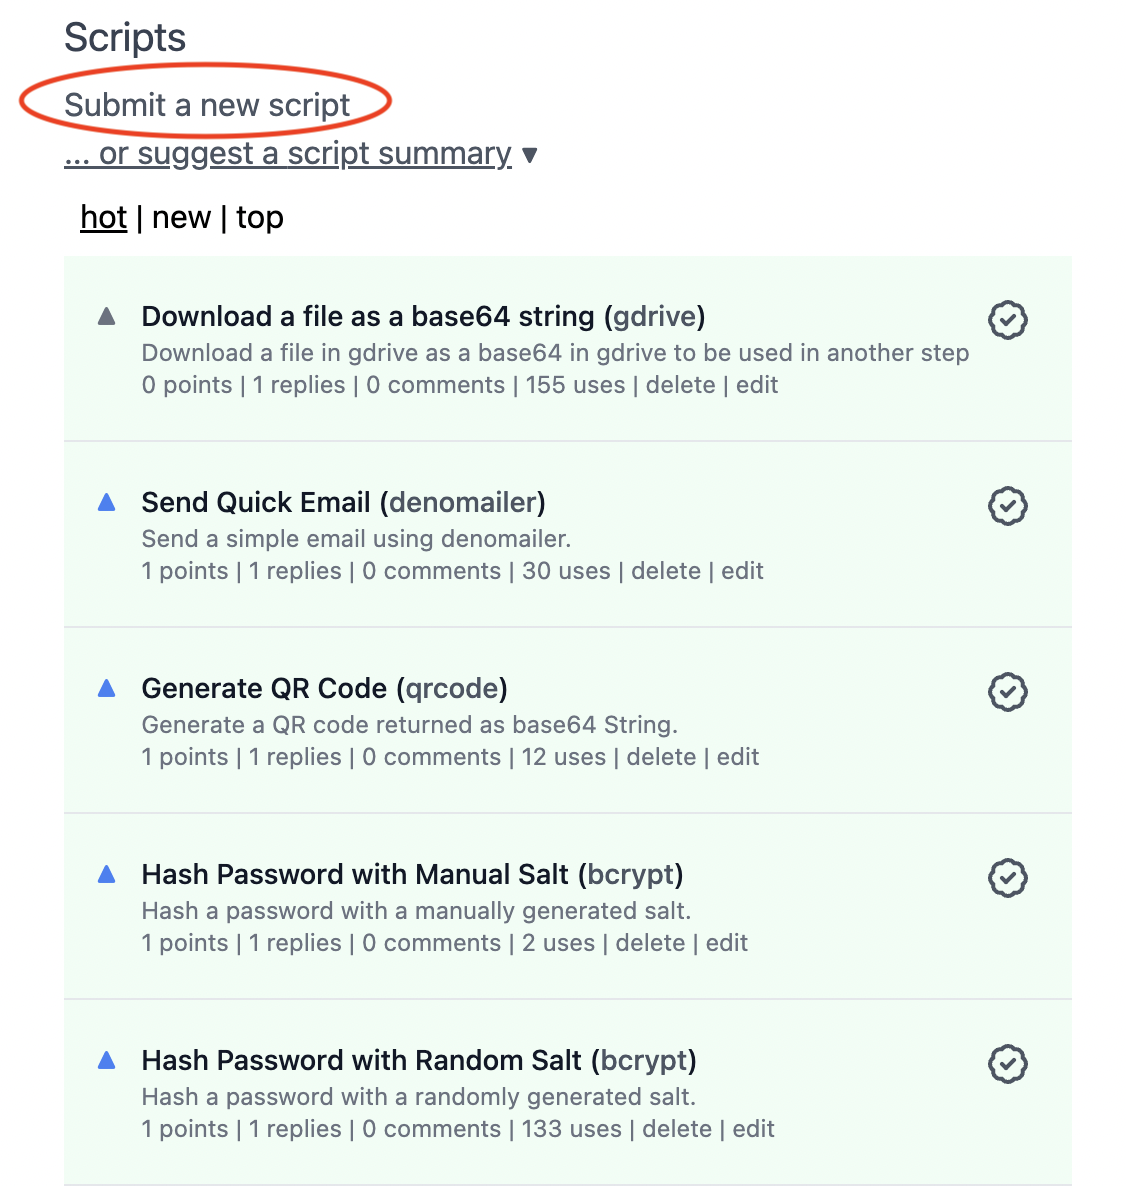 Scripts
Submit a new script
... or suggest a script summary ▼
hot | new | top
Download a file as a base64 string (gdrive)
Download a file in gdrive as a base64 in gdrive to be used in another step
0 points | 1 replies | 0 comments | 155 uses | delete | edit
Send Quick Email (denomailer)
Send a simple email using denomailer.
1 points | 1 replies | 0 comments | 30 uses | delete | edit
Generate QR Code (qrcode)
Generate a QR code returned as base64 String.
1 points | 1 replies | 0 comments | 12 uses | delete | edit
Hash Password with Manual Salt (bcrypt)
Hash a password with a manually generated salt.
1 points | 1 replies | 0 comments | 2 uses | delete | edit
Hash Password with Random Salt (bcrypt)
Hash a password with a randomly generated salt.
1 points | 1 replies | 0 comments | 133 uses | delete | edit